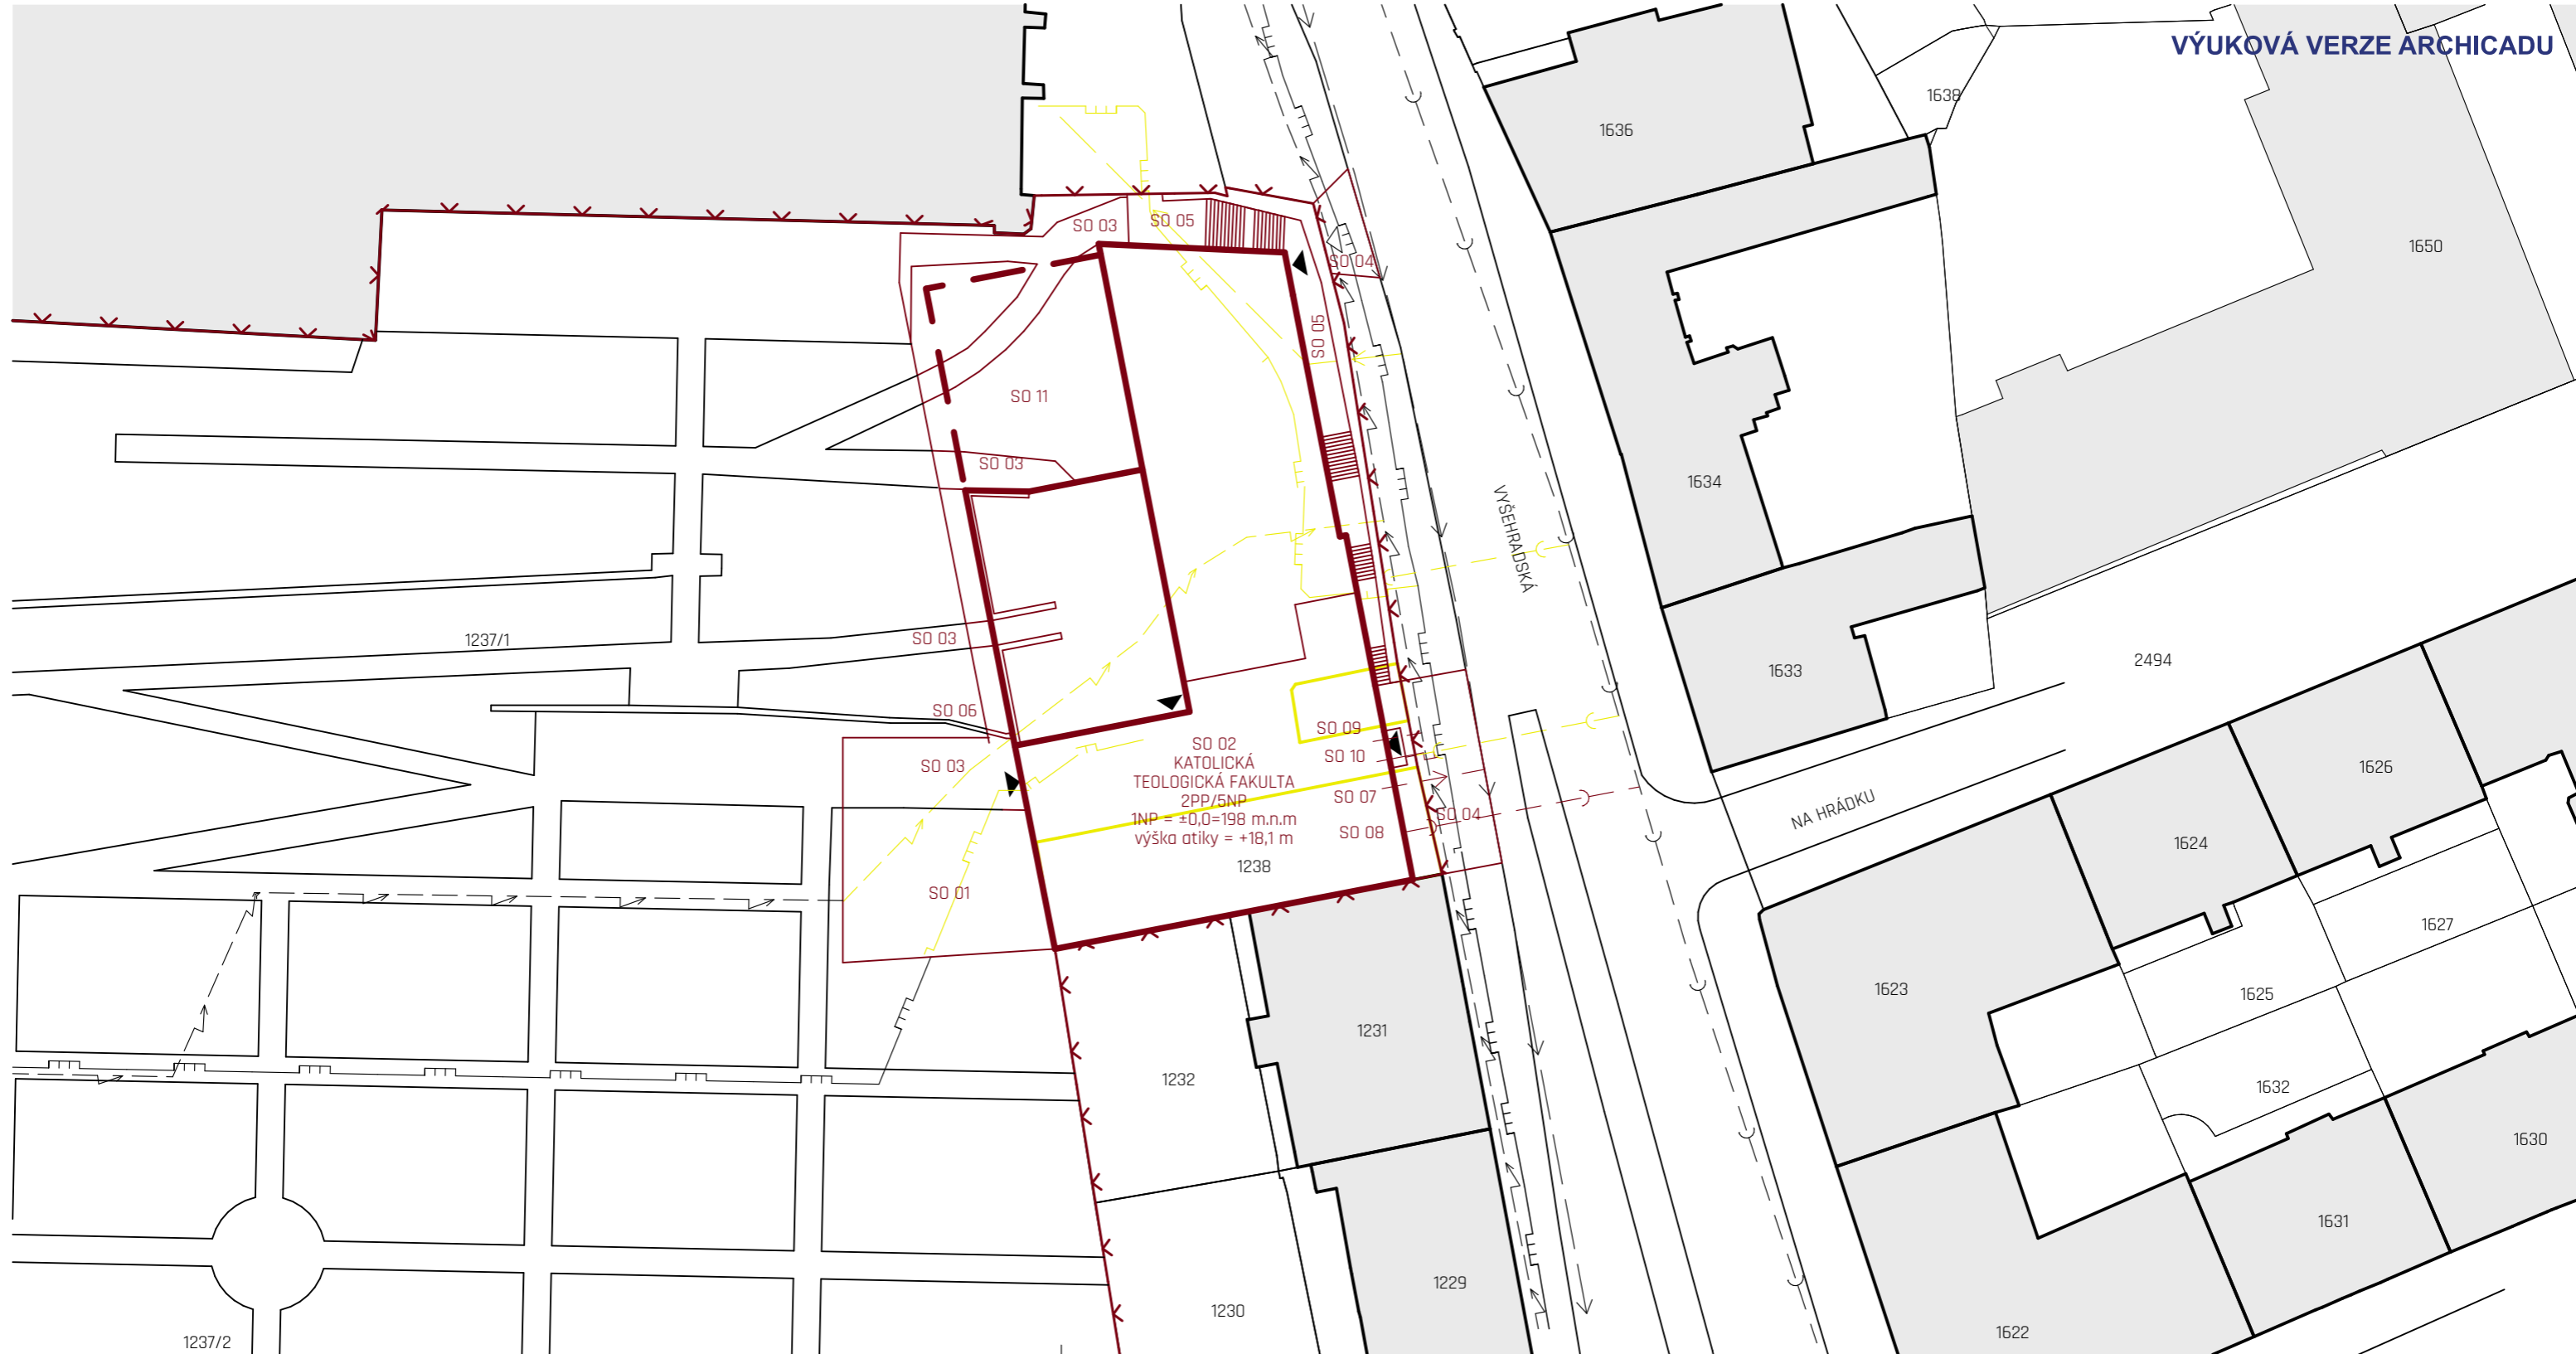 VÝUKOVÁ VERZE ARCHICADU
1638
1636
1650
SO 03
SO 05
SO 04
SO 05
SO 11
SO 03
1634
VYŠEHRADSKÁ
1237/1
SO 03
1633
2494
SO 06
SO 09
SO 02
KATOLICKÁ
TEOLOGICKÁ FAKULTA
2PP/5NP
1NP = ±0,0=198 m.n.m
výška atiky = +18,1 m
SO 10
SO 03
SO 07
SO 04
SO 08
1238
SO 01
NA HRÁDKU
1626
1624
1627
1623
1625
1231
1232
1632
1630
1631
1229
1230
1622
1237/2